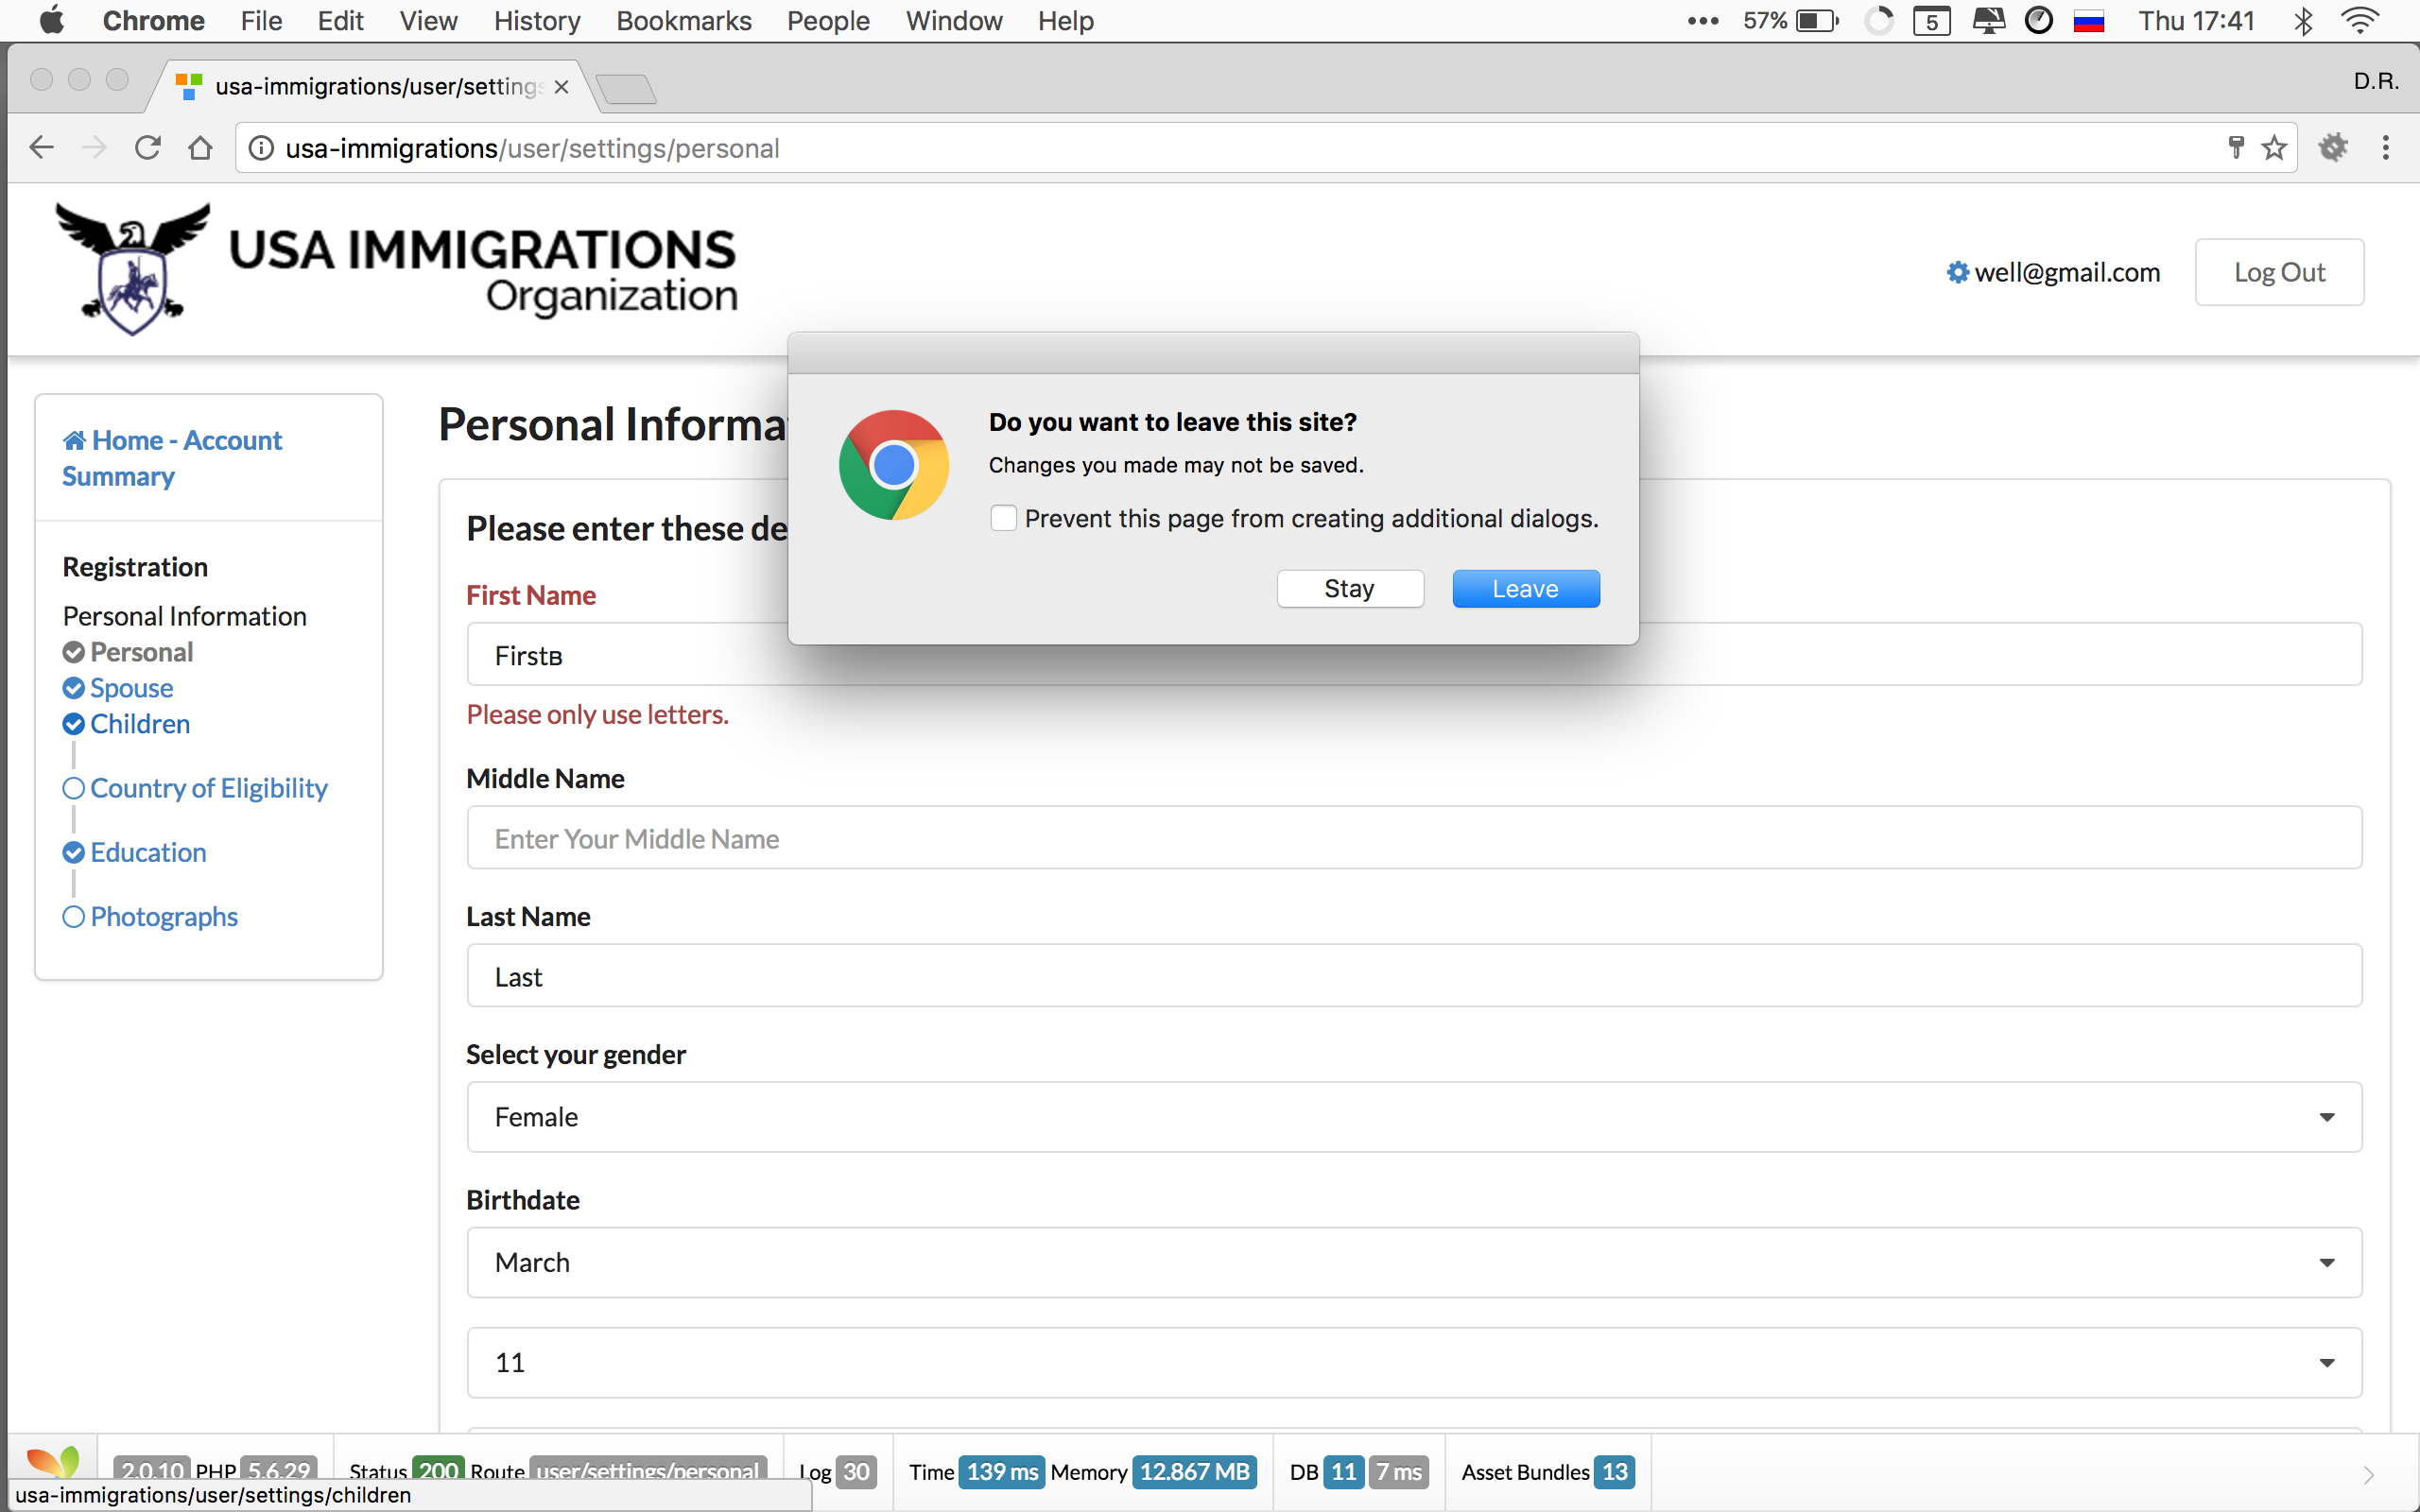 Chrome File Edit View History Bookmarks People Window Help ••• 57% 5 Thu 17:41
usa-immigrations/user/settings
D.R.
usa-immigrations/user/settings/personal
USA IMMIGRATIONS
Organization
well@gmail.com
Log Out
Home - Account
Summary
Registration
Personal Information
Personal
Spouse
Children
Country of Eligibility
Education
Photographs
Personal Informa
Please enter these de
Do you want to leave this site?
Changes you made may not be saved.
Prevent this page from creating additional dialogs.
Stay Leave
First Name
Firstв
Please only use letters.
Middle Name
Enter Your Middle Name
Last Name
Last
Select your gender
Female
Birthdate
March
11
2.0.10 PHP 5.6.29 Status 200 Route user/settings/personal Log 30 Time 139 ms Memory 12.867 MB DB 11 7 ms Asset Bundles 13
usa-immigrations/user/settings/children